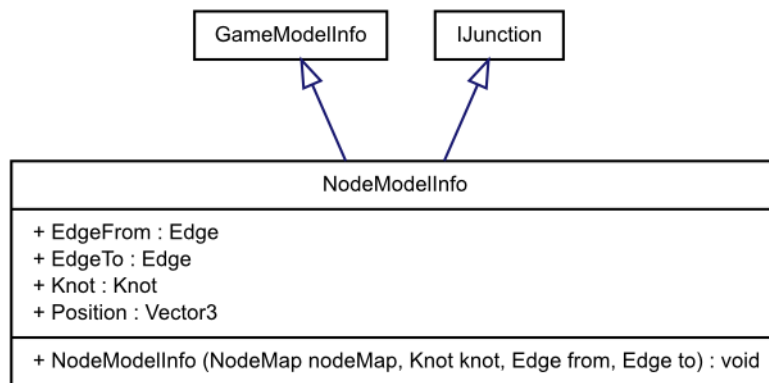 GameModelInfo
IJunction
NodeModelInfo
+ EdgeFrom : Edge
+ EdgeTo : Edge
+ Knot : Knot
+ Position : Vector3
+ NodeModelInfo (NodeMap nodeMap, Knot knot, Edge from, Edge to) : void